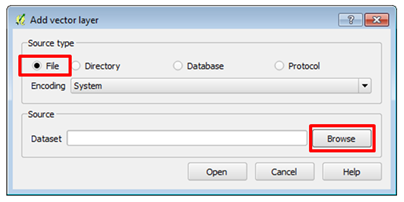 Add vector layer
Source type
File Directory Database Protocol
Encoding System
Source
Dataset Browse
Open Cancel Help